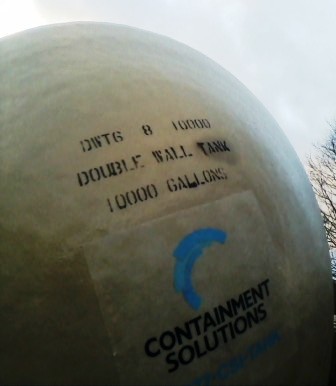 DWT6 8 10000
DOUBLE WALL TANK
10000 GALLONS
CONTAINMENT
SOLUTIONS